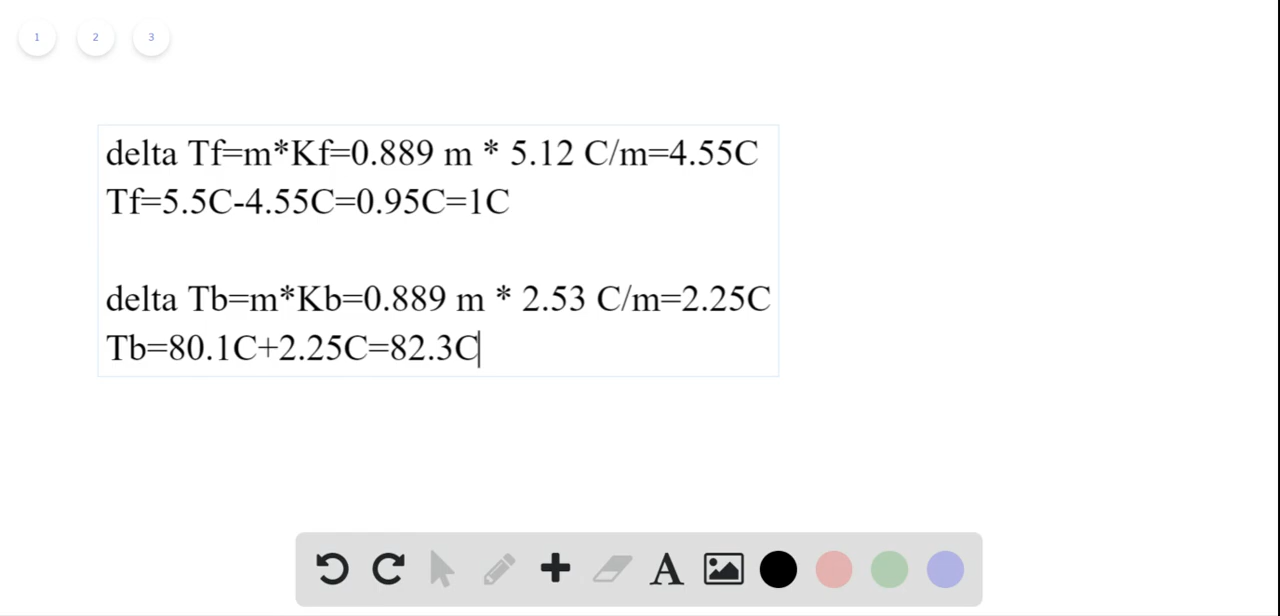 1 2 3
delta Tf=m*Kf=0.889 m * 5.12 C/m=4.55C
Tf=5.5C-4.55C=0.95C=1C
delta Tb=m*Kb=0.889 m * 2.53 C/m=2.25C
Tb=80.1C+2.25C=82.3C
A